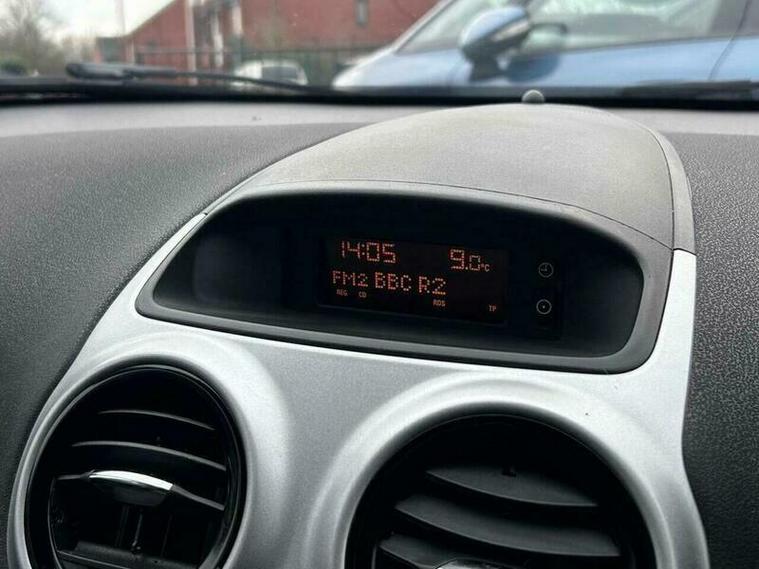 14:05 9.0°C
FM2 BBC R2
REG CD RDS TP